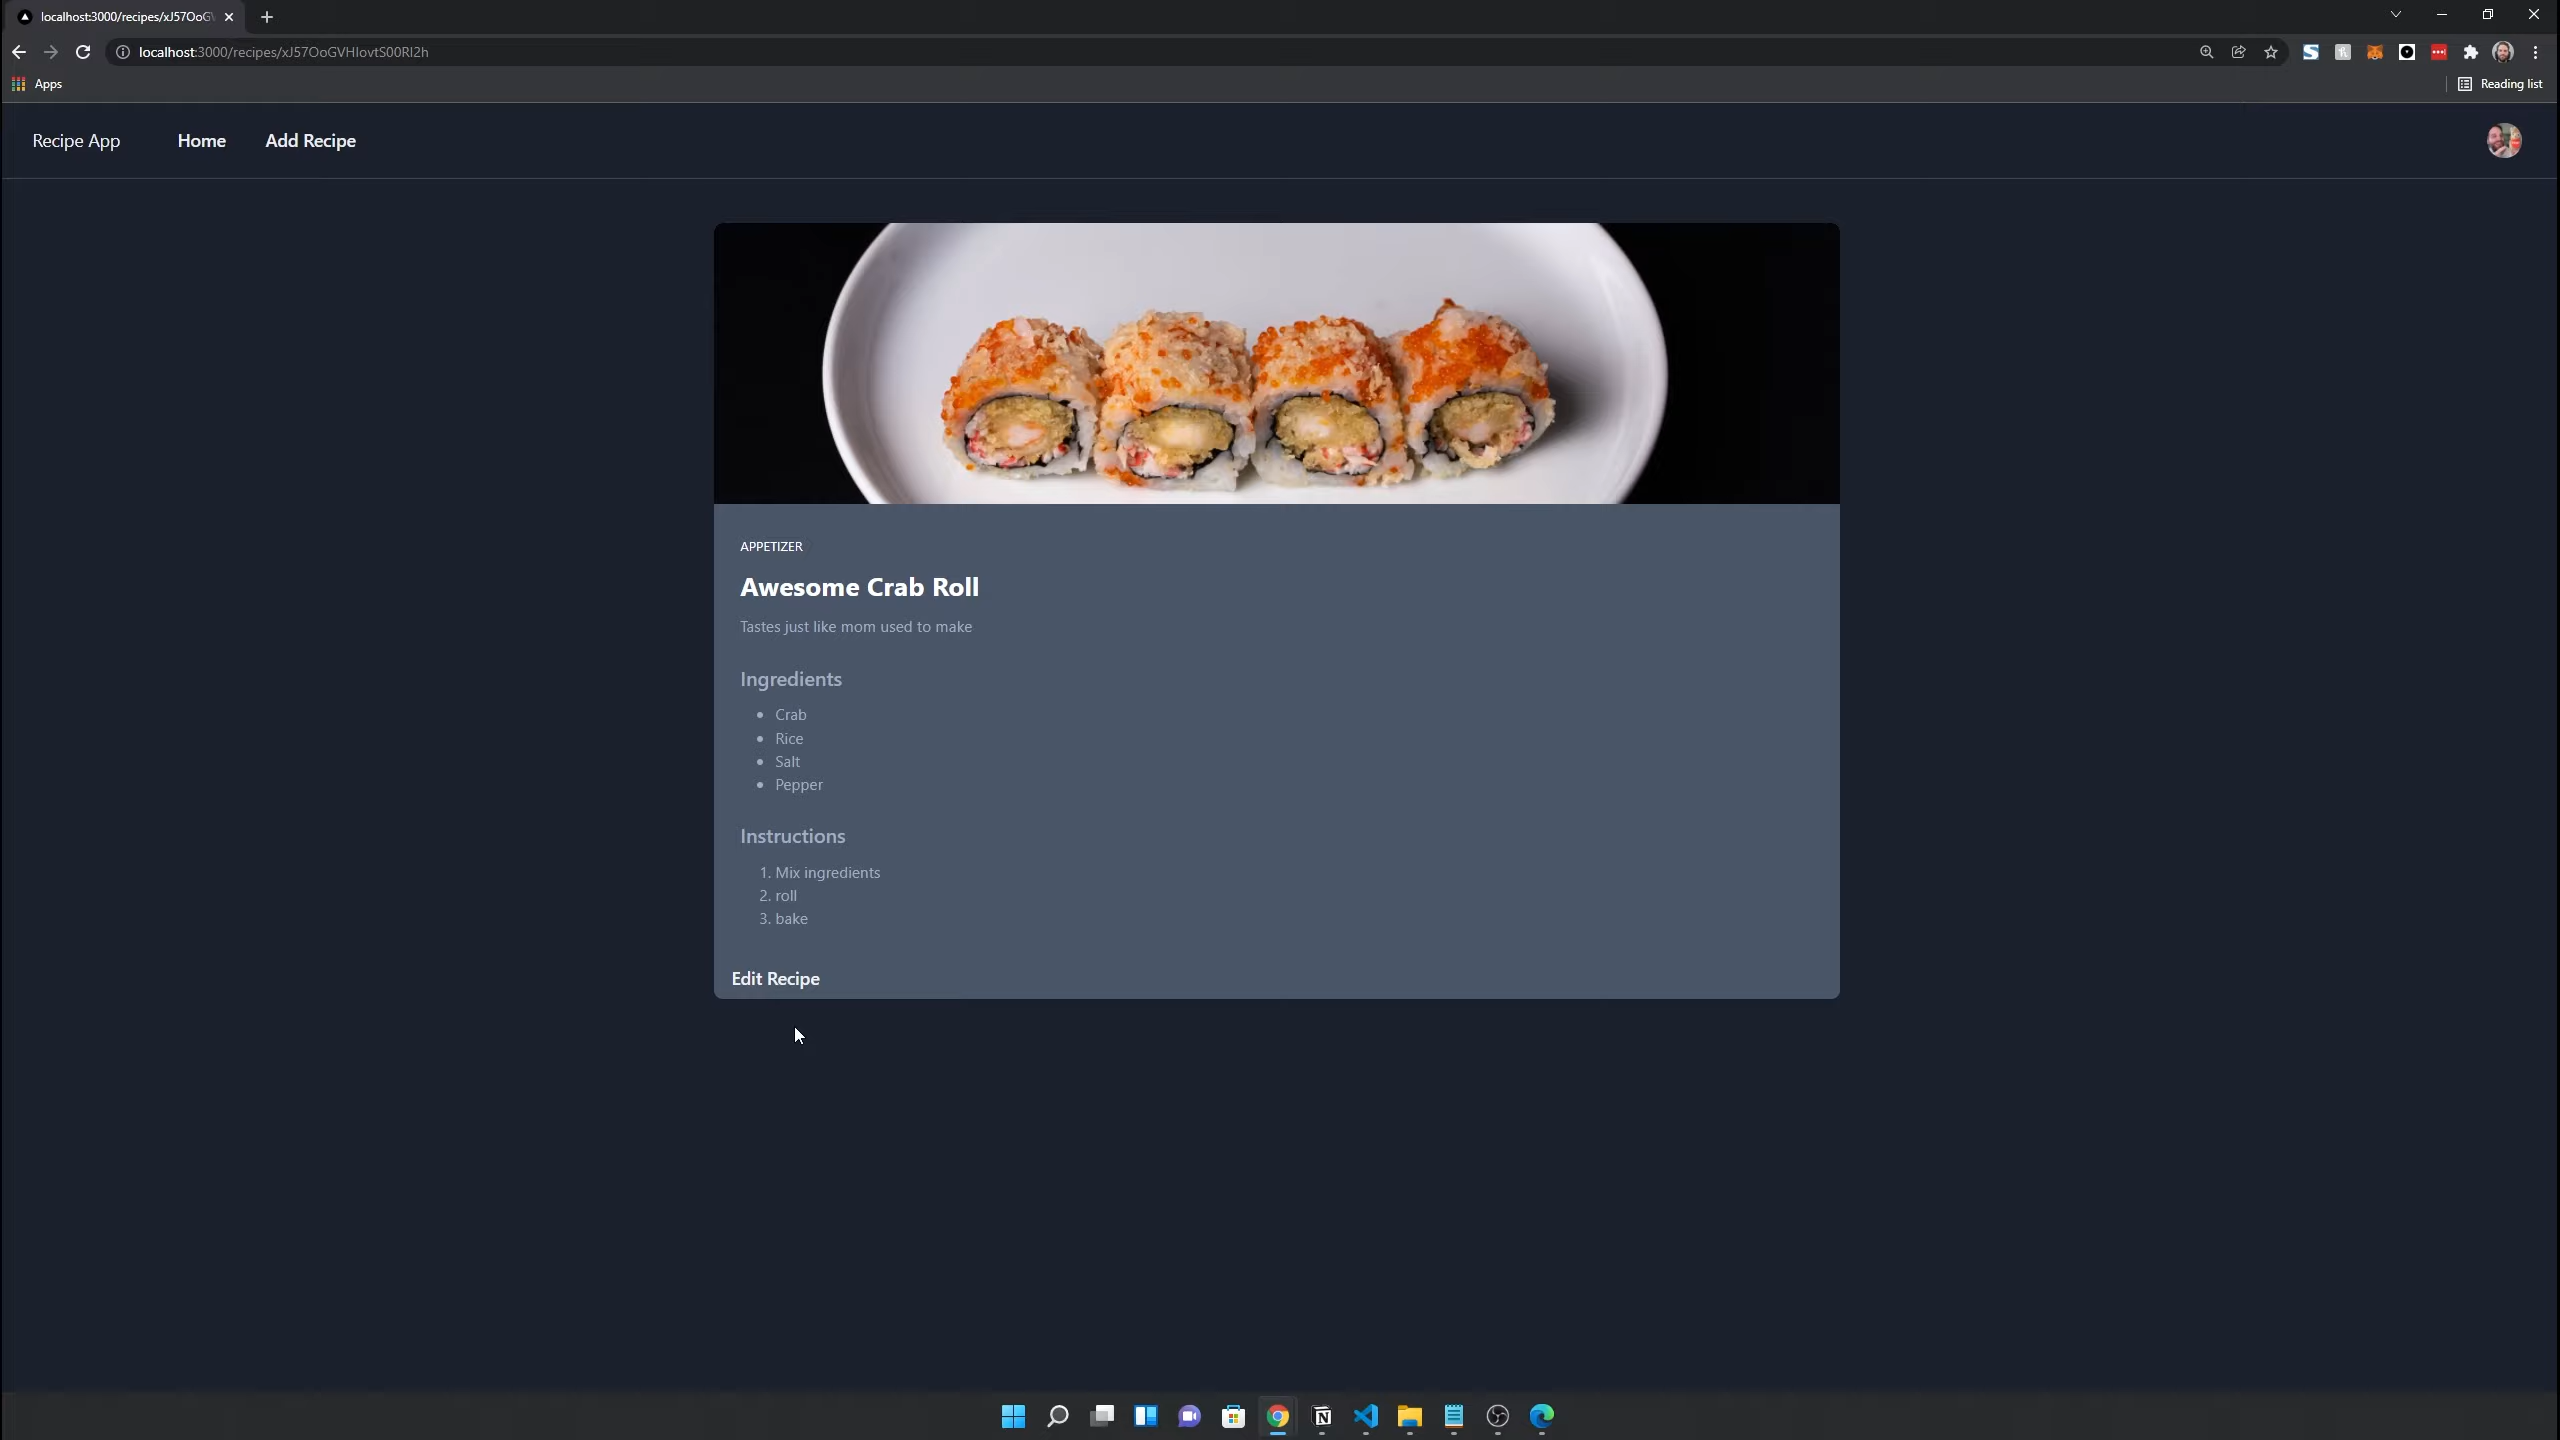 localhost:3000/recipes/xJ57OoG
localhost:3000/recipes/xJ57OoGVHlovtS00Rl2h
Apps
Reading list
Recipe App
Home
Add Recipe
APPETIZER
Awesome Crab Roll
Tastes just like mom used to make
Ingredients
Crab
Rice
Salt
Pepper
Instructions
1. Mix ingredients
2. roll
3. bake
Edit Recipe